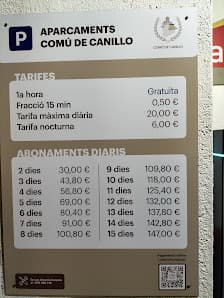 P
APARCAMENTS
COMÚ DE CANILLO
TARIFES
1a hora Gratuita
Fracció 15 min 0,50 €
Tarifa màxima diària 20,00 €
Tarifa nocturna 6,00 €
ABONAMENTS DIARIS
2 dies 30,00 €
3 dies 43,80 €
4 dies 56,80 €
5 dies 69,00 €
6 dies 80,40 €
7 dies 91,00 €
8 dies 100,80 €
9 dies 109,80 €
10 dies 118,00 €
11 dies 125,40 €
12 dies 132,00 €
13 dies 137,80 €
14 dies 142,80 €
15 dies 147,00 €